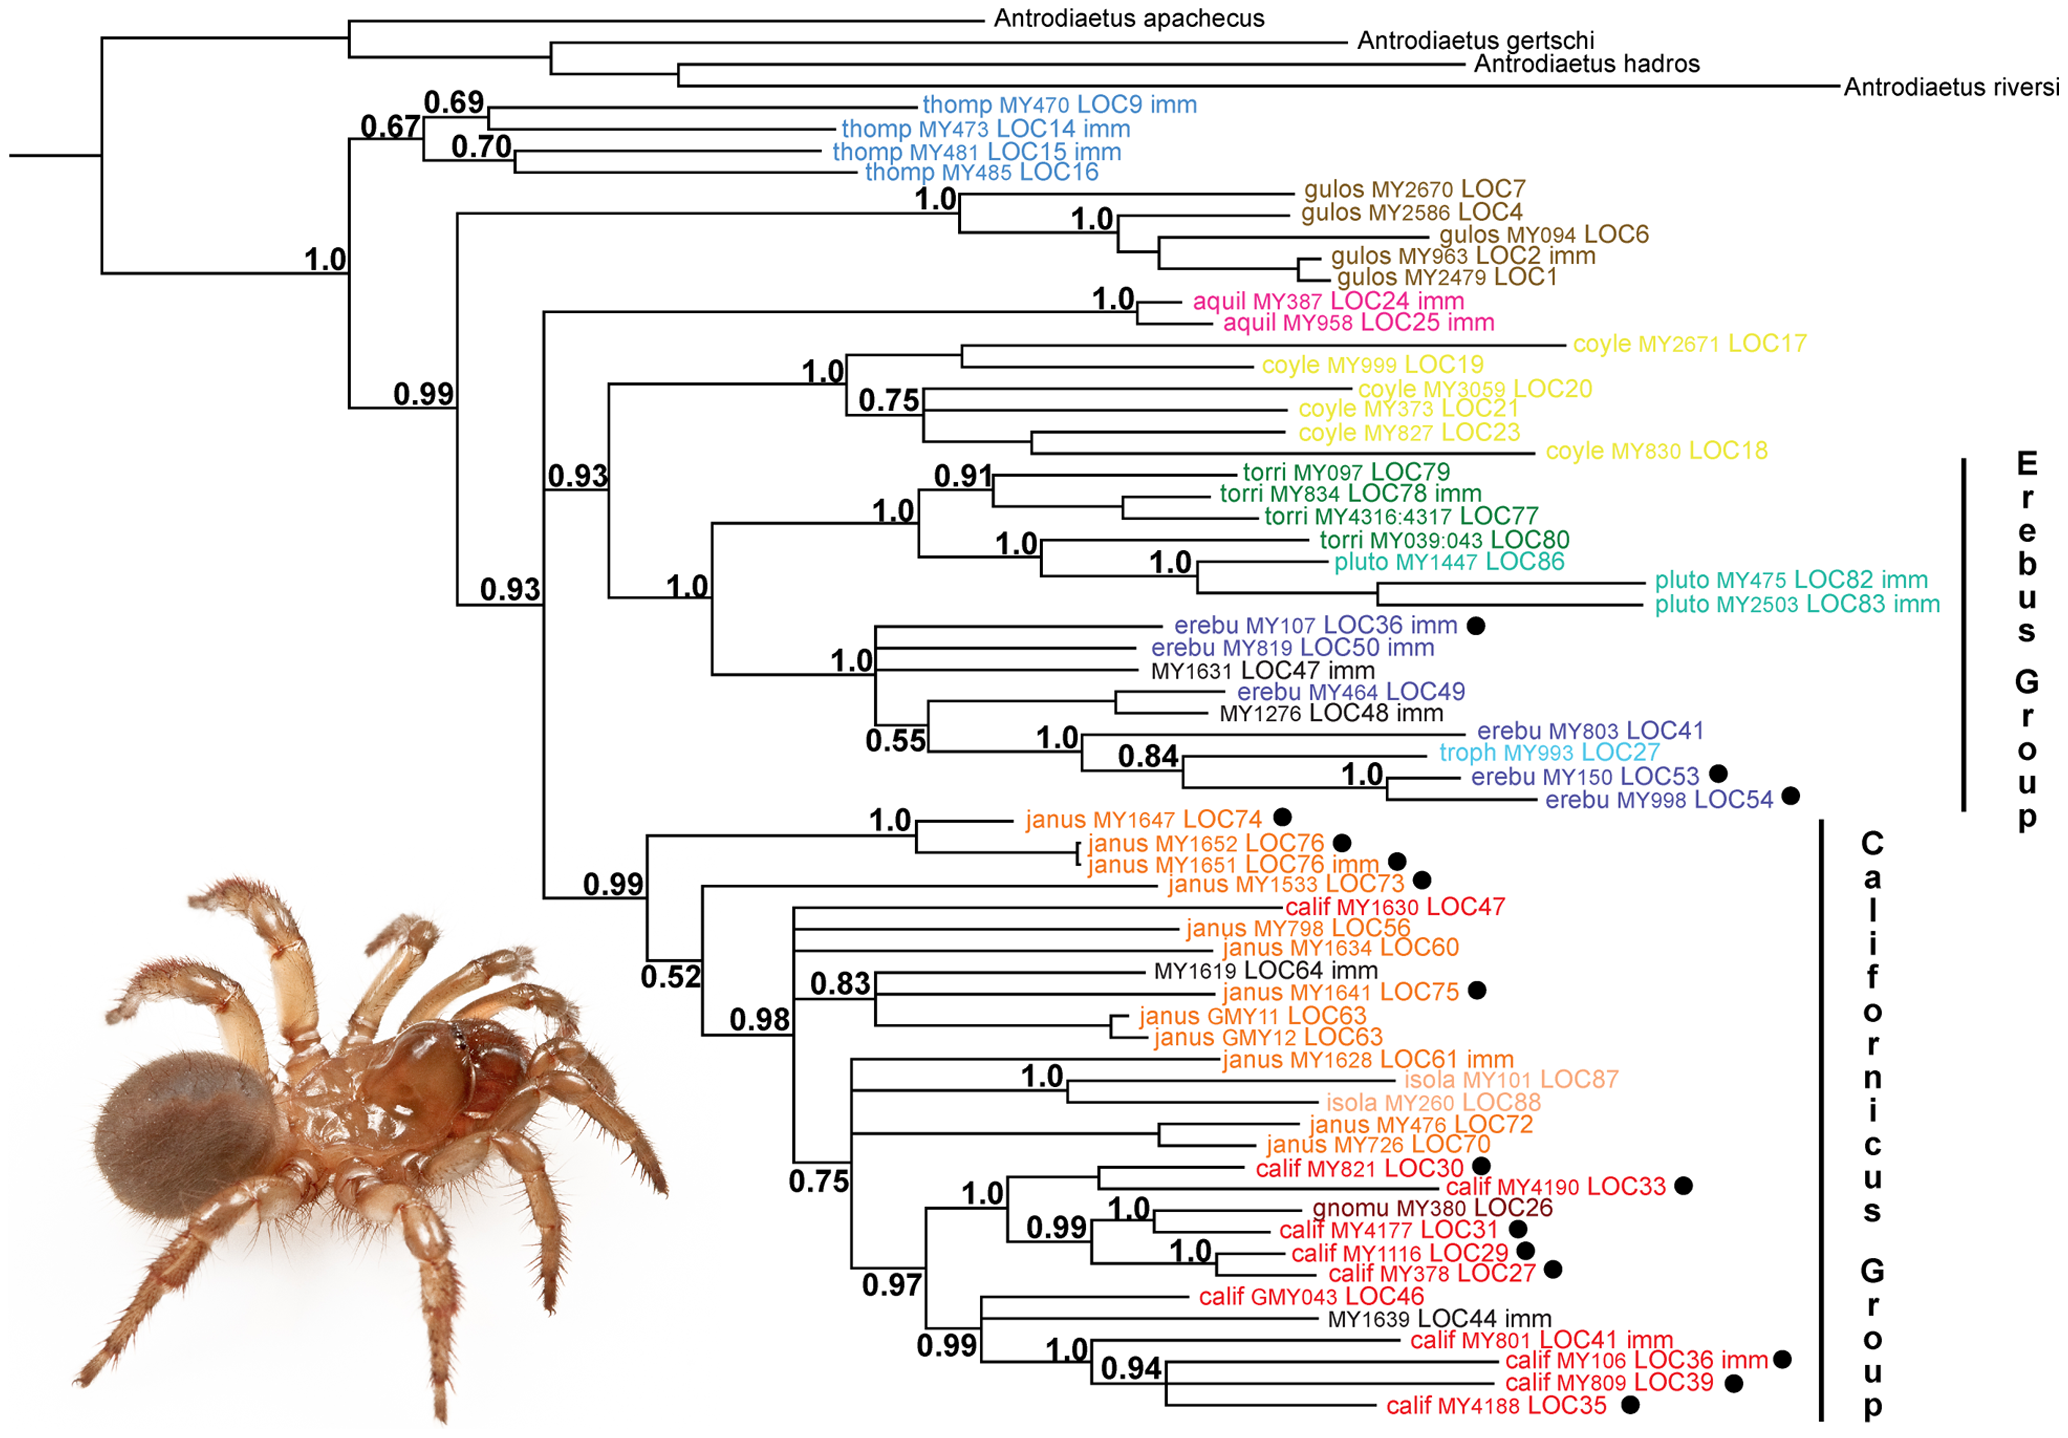 Antrodiaetus apachecus
Antrodiaetus gertschi
Antrodiaetus hadros
Antrodiaetus riversi
0.69
thomp MY470 LOC9 imm
0.67
thomp MY473 LOC14 imm
0.70
thomp MY481 LOC15 imm
thomp MY485 LOC16
1.0
gulos MY2670 LOC7
1.0
gulos MY2586 LOC4
gulos MY094 LOC6
1.0
gulos MY963 LOC2 imm
gulos MY2479 LOC1
1.0
aquil MY387 LOC24 imm
aquil MY958 LOC25 imm
coyle MY2671 LOC17
1.0
coyle MY999 LOC19
0.99
0.75
coyle MY3059 LOC20
coyle MY373 LOC21
coyle MY827 LOC23
coyle MY830 LOC18
0.93
0.91
torri MY097 LOC79
torri MY834 LOC78 imm
1.0
torri MY4316:4317 LOC77
1.0
torri MY039:043 LOC80
1.0
pluto MY1447 LOC86
pluto MY475 LOC82 imm
0.93
1.0
pluto MY2503 LOC83 imm
erebu MY107 LOC36 imm
erebu MY819 LOC50 imm
1.0
MY1631 LOC47 imm
erebu MY464 LOC49
MY1276 LOC48 imm
0.55
1.0
erebu MY803 LOC41
0.84
troph MY993 LOC27
1.0
erebu MY150 LOC53
erebu MY998 LOC54
Erebus Group
1.0
janus MY1647 LOC74
janus MY1652 LOC76
janus MY1651 LOC76 imm
0.99
janus MY1533 LOC73
calif MY1630 LOC47
janus MY798 LOC56
janus MY1634 LOC60
0.52
0.83
MY1619 LOC64 imm
janus MY1641 LOC75
0.98
janus GMY11 LOC63
janus GMY12 LOC63
janus MY1628 LOC61 imm
1.0
isola MY101 LOC87
isola MY260 LOC88
janus MY476 LOC72
janus MY726 LOC70
0.75
calif MY821 LOC30
1.0
calif MY4190 LOC33
1.0
gnomu MY380 LOC26
0.99
calif MY4177 LOC31
1.0
calif MY1116 LOC29
calif MY378 LOC27
0.97
calif GMY043 LOC46
MY1639 LOC44 imm
0.99
1.0
calif MY801 LOC41 imm
0.94
calif MY106 LOC36 imm
calif MY809 LOC39
calif MY4188 LOC35
Californicus Group